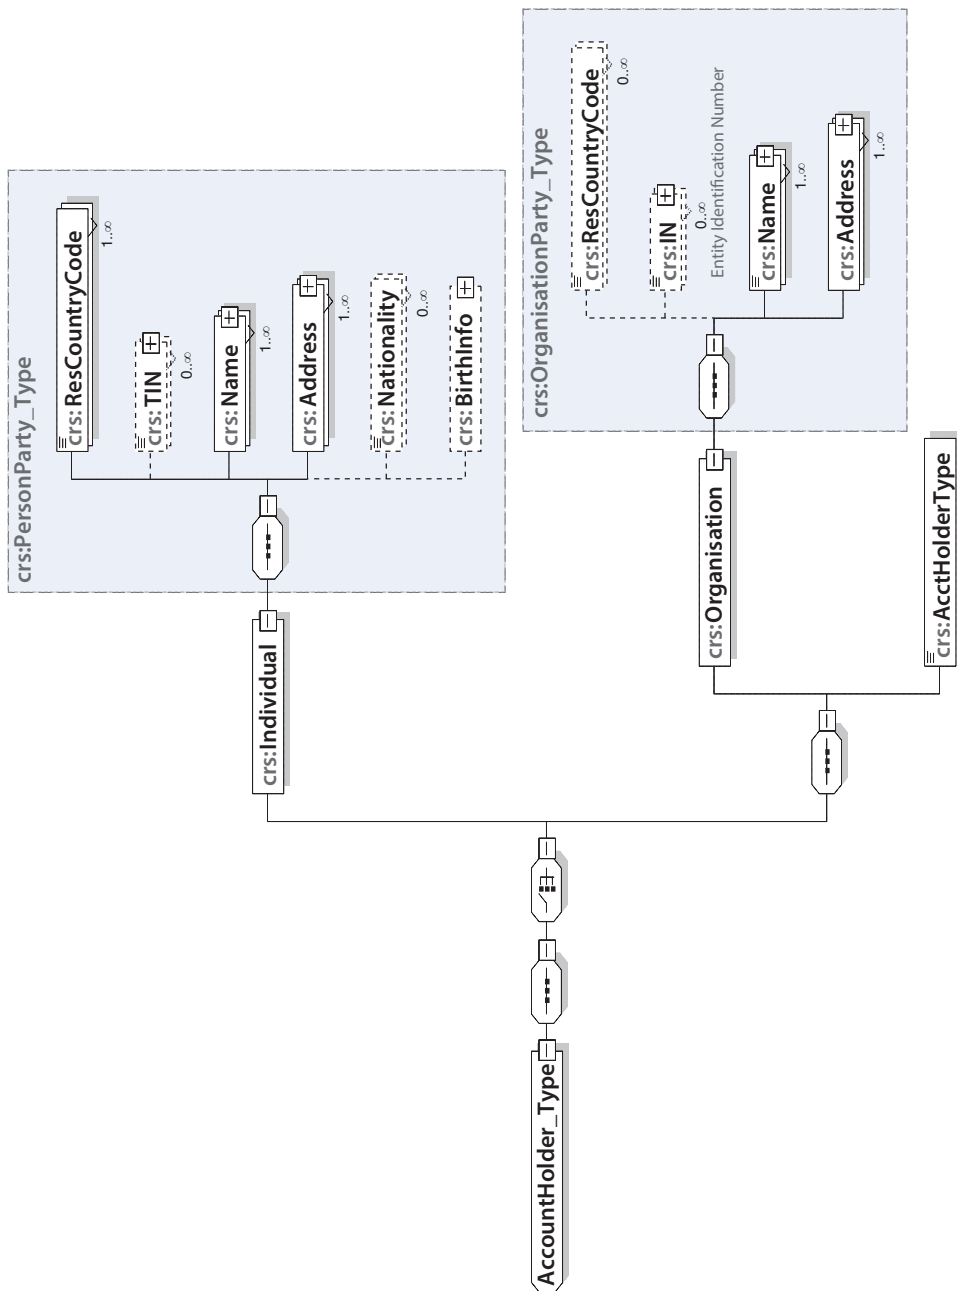 AccountHolder_Type
crs:Individual
crs:PersonParty_Type
crs:ResCountryCode
1..∞
crs:TIN
0..∞
crs:Name
1..∞
crs:Address
1..∞
crs:Nationality
0..∞
crs:BirthInfo
crs:Organisation
crs:OrganisationParty_Type
crs:ResCountryCode
0..∞
crs:IN
0..∞
Entity Identification Number
crs:Name
1..∞
crs:Address
1..∞
crs:AcctHolderType